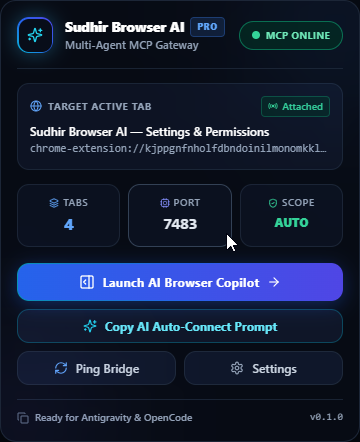 Sudhir Browser AI PRO
Multi-Agent MCP Gateway
MCP ONLINE
TARGET ACTIVE TAB
Attached
Sudhir Browser AI — Settings & Permissions
chrome-extension://kjppgnfnholfdbndoinilmonomkkl…
TABS
4
PORT
7483
SCOPE
AUTO
Launch AI Browser Copilot →
Copy AI Auto-Connect Prompt
Ping Bridge
Settings
Ready for Antigravity & OpenCode
v0.1.0